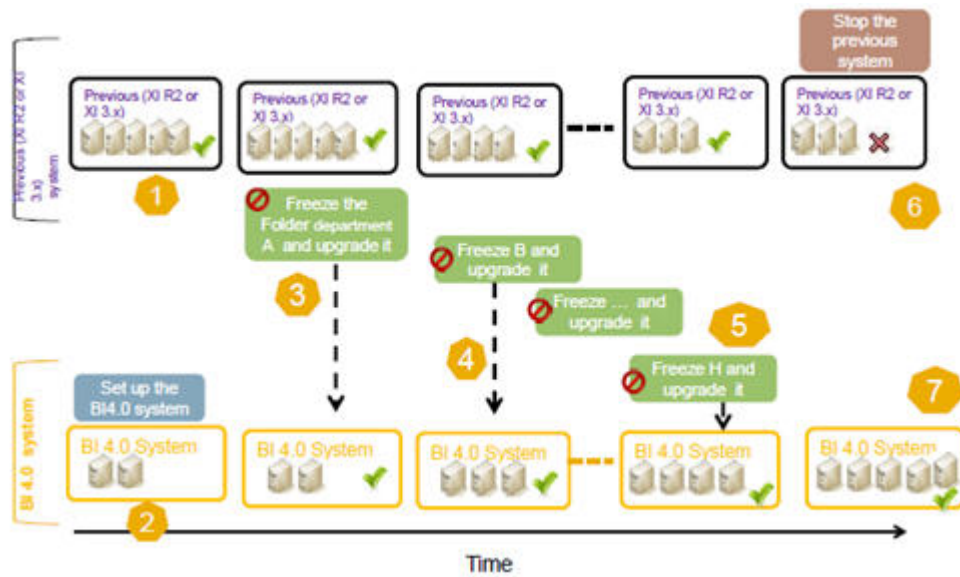 Stop the
previous
system
Previous (XI R2 or XI
3.x)
system
Previous (XI R2 or
XI 3.x)
Previous (XI R2 or
XI 3.x)
Previous (XI R2 or
XI 3.x)
Previous (XI R2 or
XI 3.x)
Previous (XI R2 or
XI 3.x)
1
6
Freeze the
Folder department
A and upgrade it
3
Freeze B and
upgrade it
Freeze ... and
upgrade it
4
5
Freeze H and
upgrade it
7
Set up the
BI4.0 system
BI 4.0 system
BI 4.0 System
BI 4.0 System
BI 4.0 System
BI 4.0 System
BI 4.0 System
2
Time